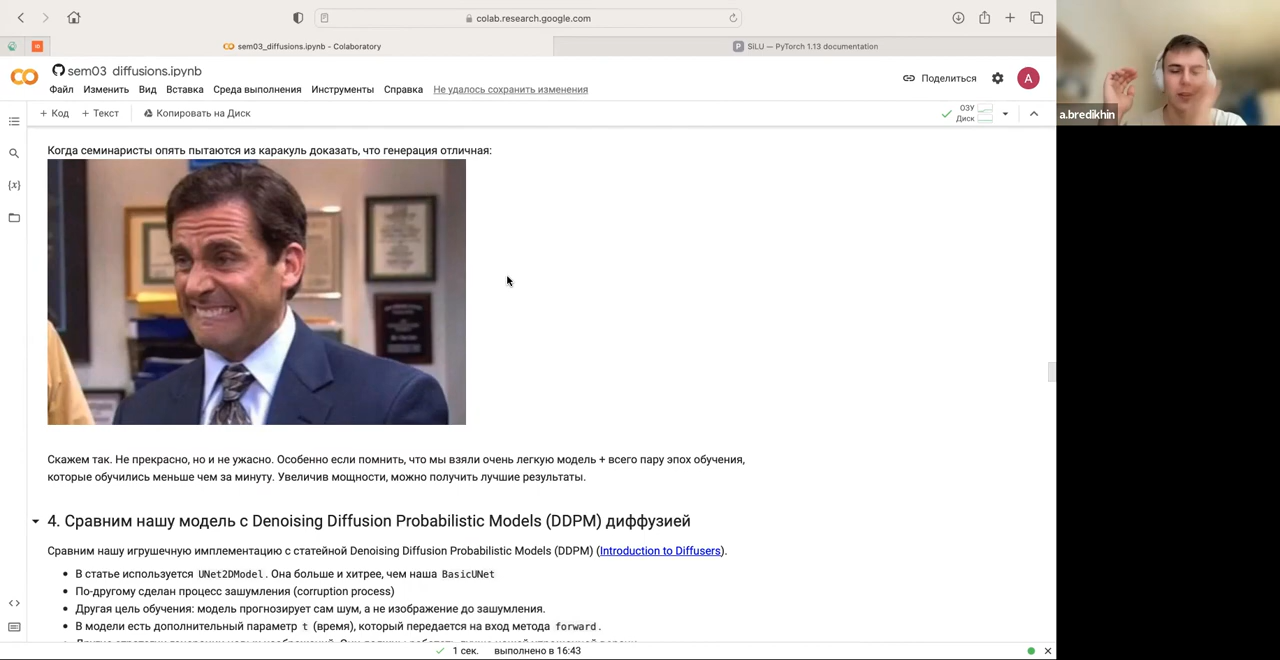 colab.research.google.com
sem03_diffusions.ipynb - Colaboratory
SiLU — PyTorch 1.13 documentation
sem03 diffusions.ipynb
Файл Изменить Вид Вставка Среда выполнения Инструменты Справка Не удалось сохранить изменения
Поделиться
A
+ Код + Текст Копировать на Диск
ОЗУ
Диск
a.bredikhin
Когда семинаристы опять пытаются из каракуль доказать, что генерация отличная:
Скажем так. Не прекрасно, но и не ужасно. Особенно если помнить, что мы взяли очень легкую модель + всего пару эпох обучения,
которые обучились меньше чем за минуту. Увеличив мощности, можно получить лучшие результаты.
4. Сравним нашу модель с Denoising Diffusion Probabilistic Models (DDPM) диффузией
Сравним нашу игрушечную имплементацию с статейной Denoising Diffusion Probabilistic Models (DDPM) (Introduction to Diffusers).
• В статье используется UNet2DModel. Она больше и хитрее, чем наша BasicUNet
• По-другому сделан процесс зашумления (corruption process)
• Другая цель обучения: модель прогнозирует сам шум, а не изображение до зашумления.
• В модели есть дополнительный параметр t (время), который передается на вход метода forward.
1 сек. выполнено в 16:43